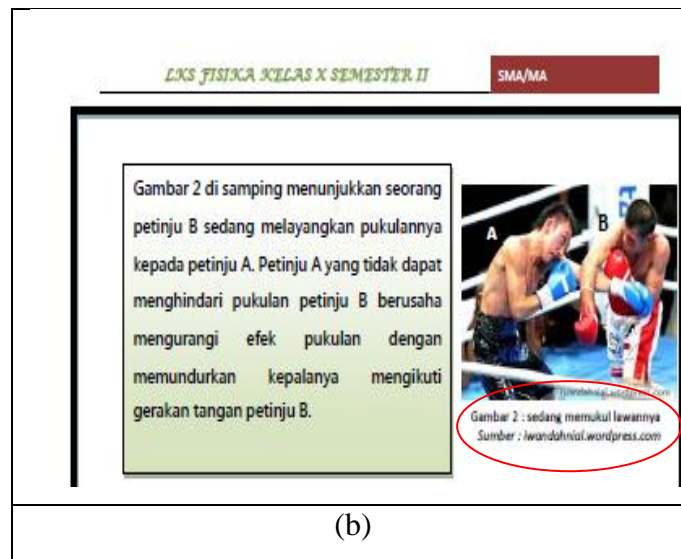 LKS FISIKA KELAS X SEMESTER II
SMA/MA
Gambar 2 di samping menunjukkan seorang
petinju B sedang melayangkan pukulannya
kepada petinju A. Petinju A yang tidak dapat
menghindari pukulan petinju B berusaha
mengurangi efek pukulan dengan
memundurkan kepalanya mengikuti
gerakan tangan petinju B.
A
B
Gambar 2 : sedang memukul lawannya
Sumber : iwandahnial.wordpress.com
(b)